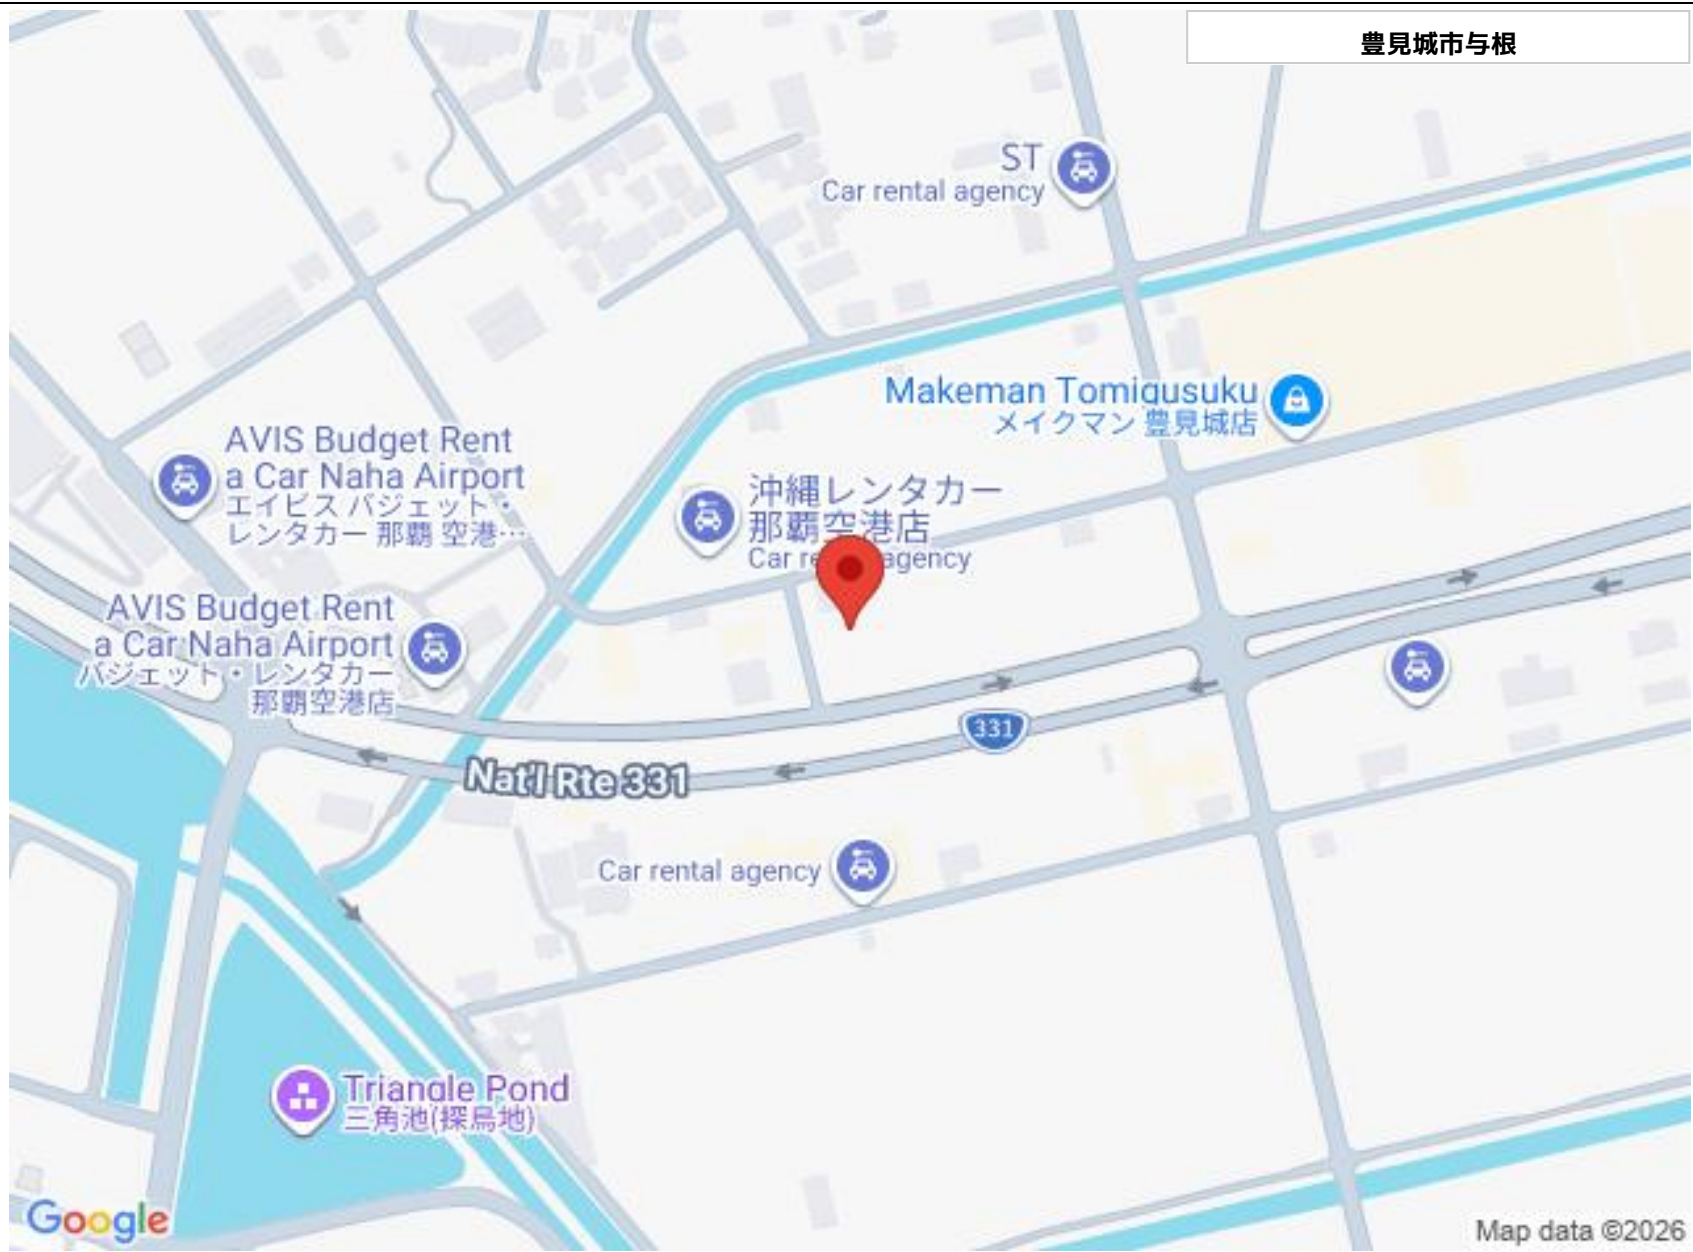 豊見城市与根
ST
Car rental agency
Makeman Tomigusuku
メイクマン 豊見城店
AVIS Budget Rent
a Car Naha Airport
エイビス バジェット・
レンタカー 那覇 空港…
沖縄レンタカー
那覇空港店
Car rental agency
AVIS Budget Rent
a Car Naha Airport
バジェット・レンタカー
那覇空港店
331
Nat'l Rte 331
Car rental agency
Triangle Pond
三角池(探鳥地)
Google
Map data ©2026